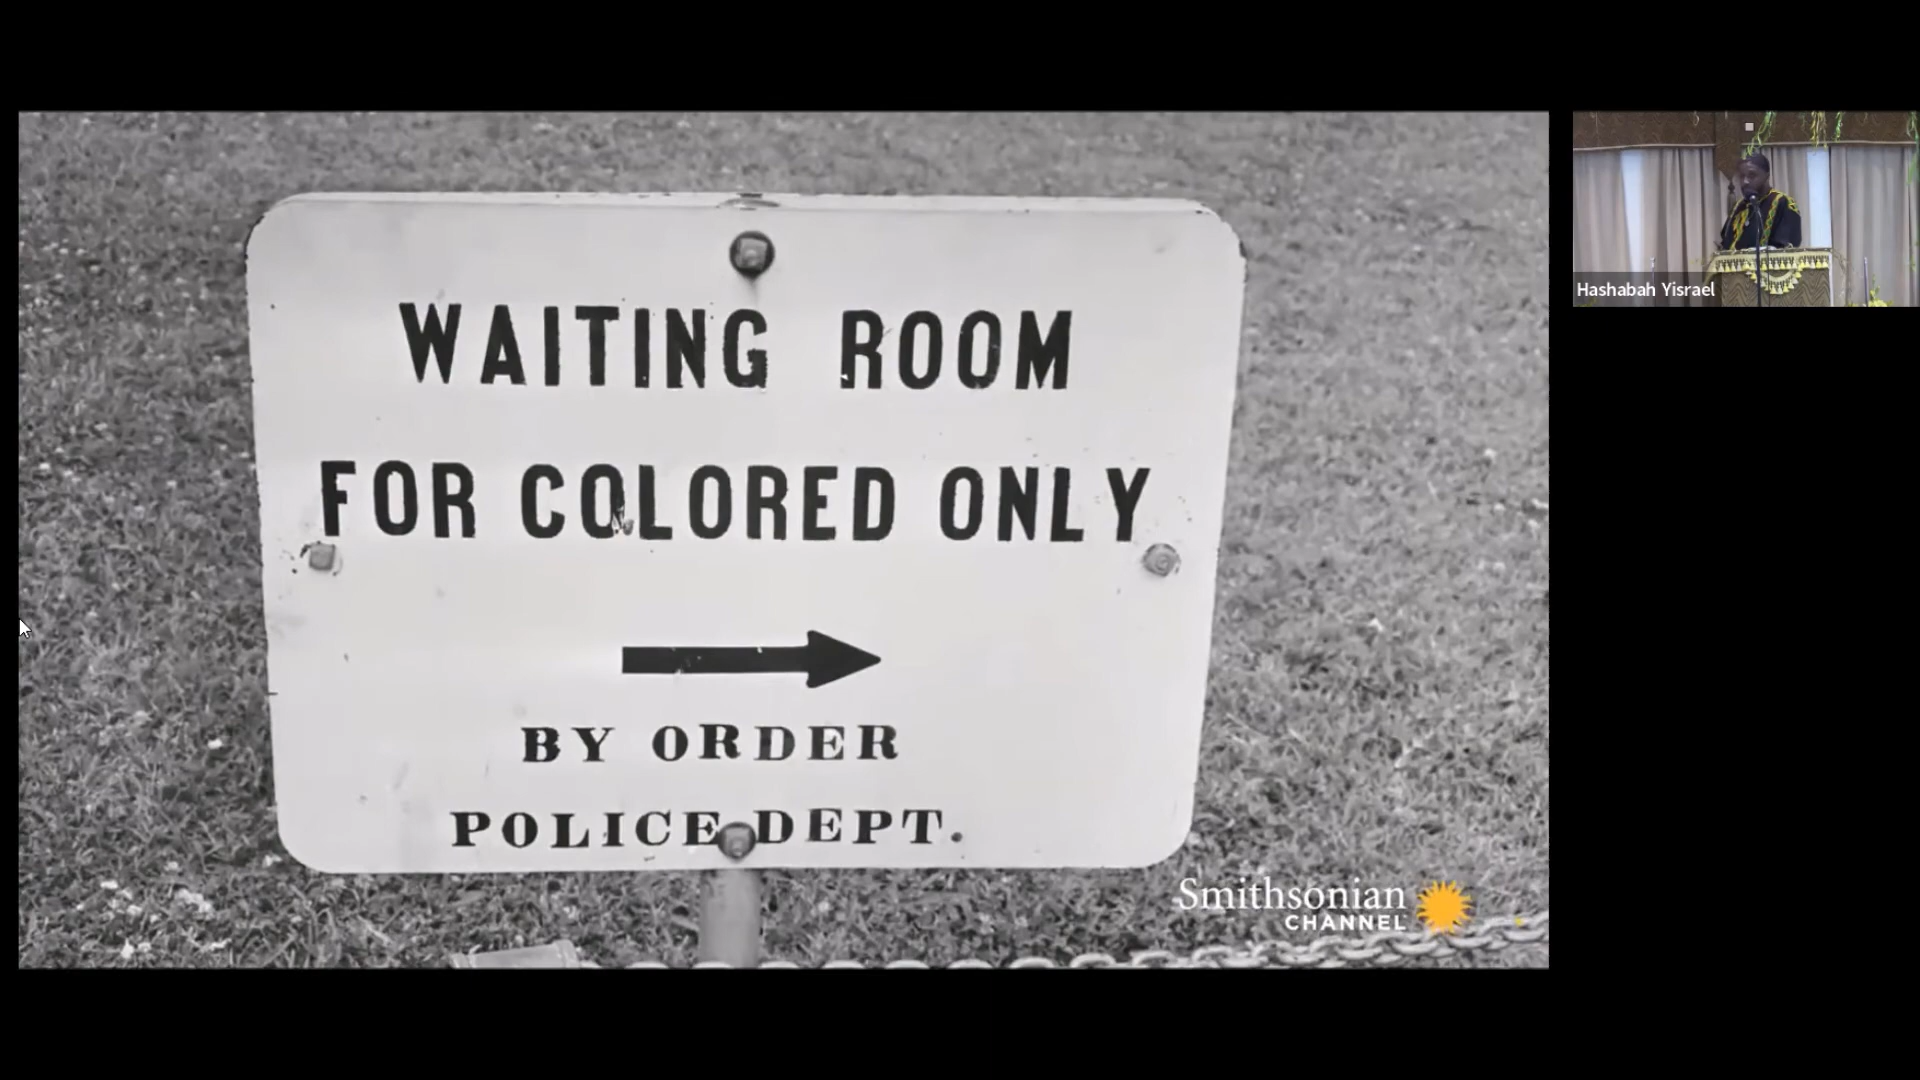 WAITING ROOM
FOR COLORED ONLY
BY ORDER
POLICE DEPT.
Smithsonian
CHANNEL
Hashabah Yisrael